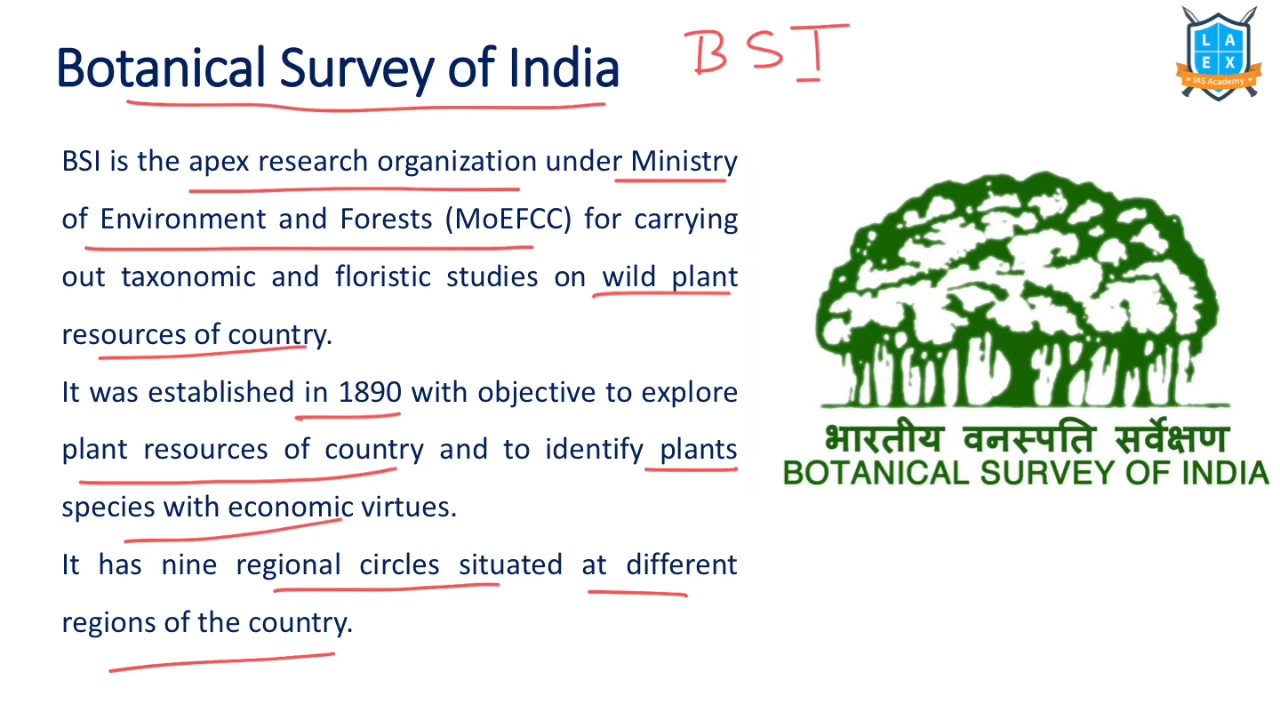 Botanical Survey of India
BSI
L A
E X
IAS Academy
BSI is the apex research organization under Ministry
of Environment and Forests (MoEFCC) for carrying
out taxonomic and floristic studies on wild plant
resources of country.
It was established in 1890 with objective to explore
plant resources of country and to identify plants
species with economic virtues.
It has nine regional circles situated at different
regions of the country.
भारतीय वनस्पति सर्वेक्षण
BOTANICAL SURVEY OF INDIA